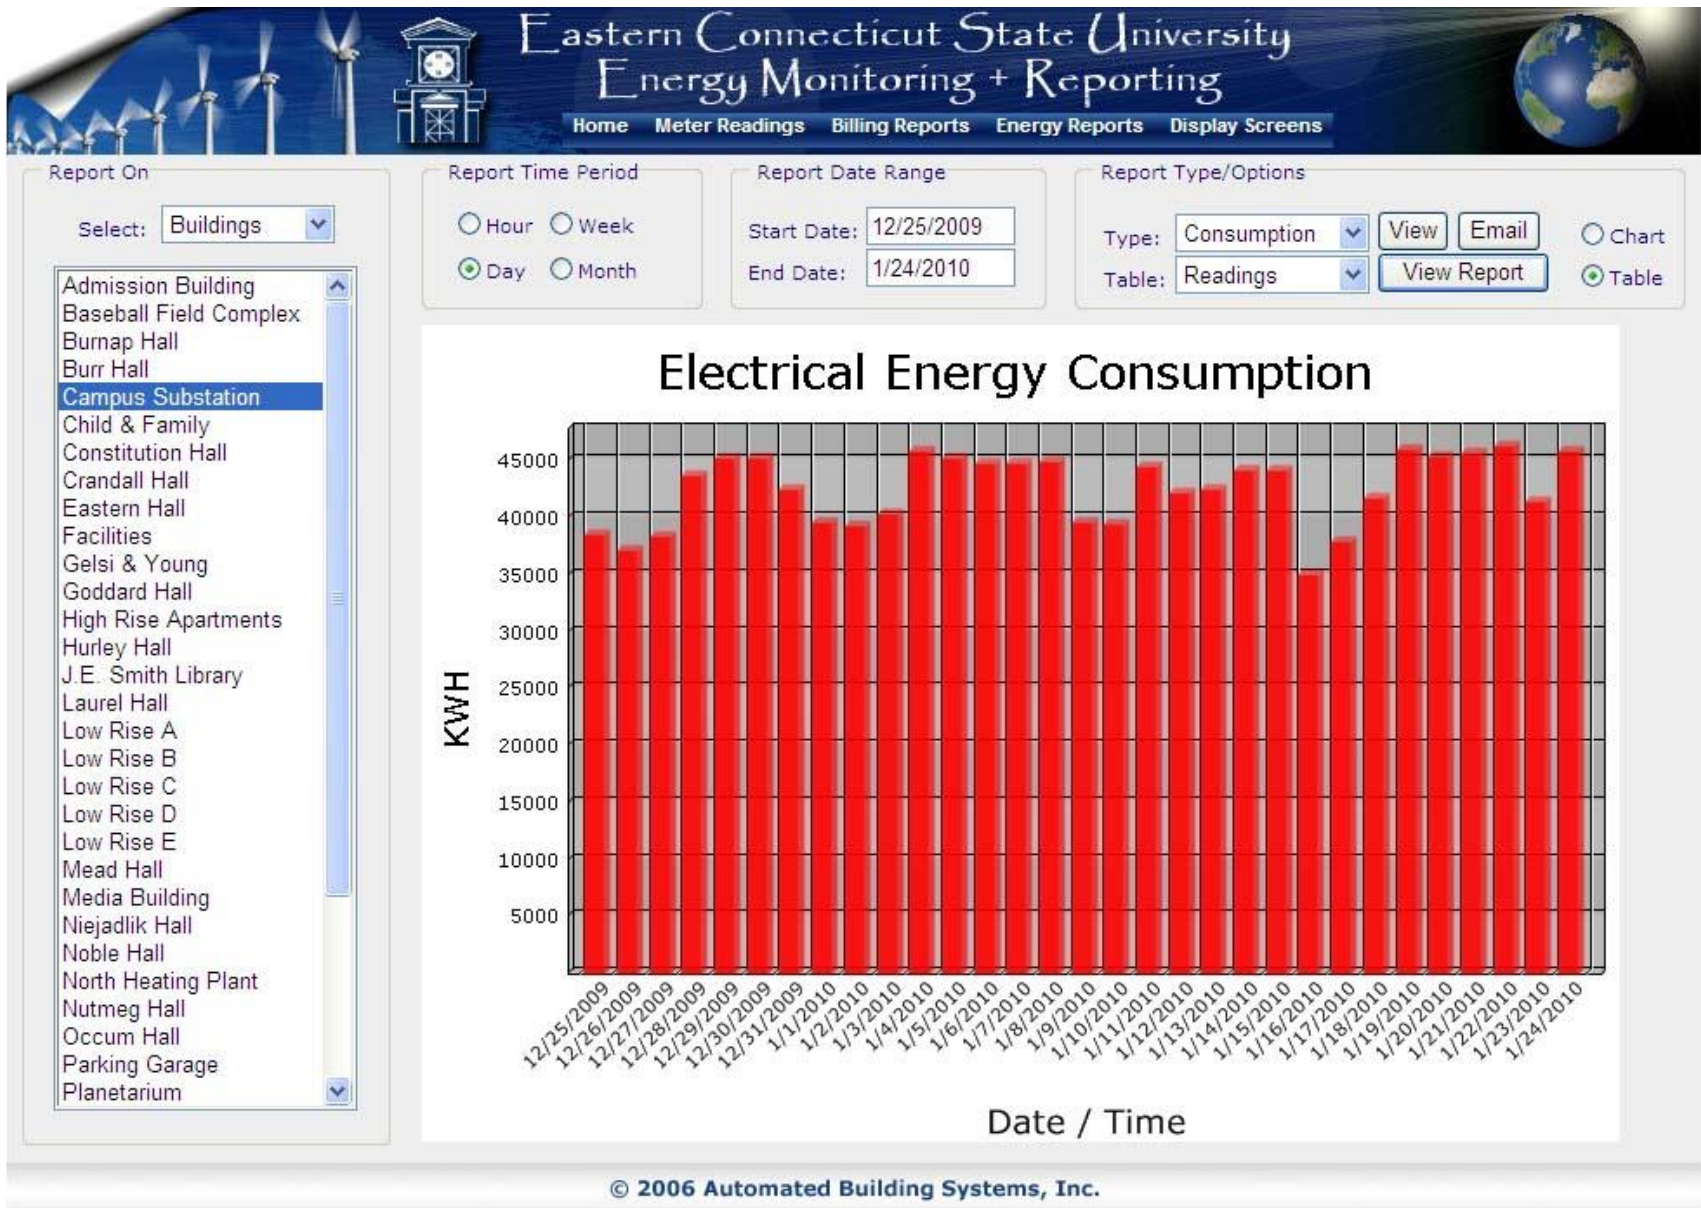 Eastern Connecticut State University
Energy Monitoring + Reporting
Home Meter Readings Billing Reports Energy Reports Display Screens
Report On
Select: Buildings
Admission Building
Baseball Field Complex
Burnap Hall
Burr Hall
Campus Substation
Child & Family
Constitution Hall
Crandall Hall
Eastern Hall
Facilities
Gelsi & Young
Goddard Hall
High Rise Apartments
Hurley Hall
J.E. Smith Library
Laurel Hall
Low Rise A
Low Rise B
Low Rise C
Low Rise D
Low Rise E
Mead Hall
Media Building
Niejadlik Hall
Noble Hall
North Heating Plant
Nutmeg Hall
Occum Hall
Parking Garage
Planetarium
Report Time Period
Hour Week
Day Month
Report Date Range
Start Date: 12/25/2009
End Date: 1/24/2010
Report Type/Options
Type: Consumption View Email Chart
Table: Readings View Report Table
Electrical Energy Consumption
KWH
45000
40000
35000
30000
25000
20000
15000
10000
5000
12/25/2009
12/26/2009
12/27/2009
12/28/2009
12/29/2009
12/30/2009
12/31/2009
1/1/2010
1/2/2010
1/3/2010
1/4/2010
1/5/2010
1/6/2010
1/7/2010
1/8/2010
1/9/2010
1/10/2010
1/11/2010
1/12/2010
1/13/2010
1/14/2010
1/15/2010
1/16/2010
1/17/2010
1/18/2010
1/19/2010
1/20/2010
1/21/2010
1/22/2010
1/23/2010
1/24/2010
Date / Time
© 2006 Automated Building Systems, Inc.